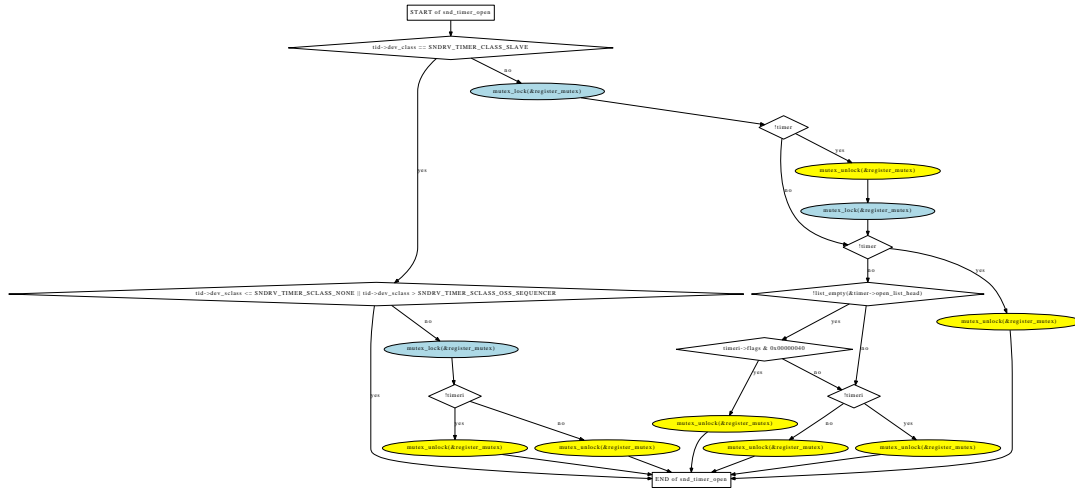 START of snd_timer_open
tid->dev_class == SNDRV_TIMER_CLASS_SLAVE
no
mutex_lock(&register_mutex)
!timer
yes
yes
mutex_unlock(&register_mutex)
no
mutex_lock(&register_mutex)
!timer
no
yes
tid->dev_sclass <= SNDRV_TIMER_SCLASS_NONE || tid->dev_sclass > SNDRV_TIMER_SCLASS_OSS_SEQUENCER
!list_empty(&timer->open_list_head)
no
yes
mutex_unlock(&register_mutex)
mutex_lock(&register_mutex)
timeri->flags & 0x00000040
no
yes
no
yes
!timeri
!timeri
yes
no
no
yes
mutex_unlock(&register_mutex)
mutex_unlock(&register_mutex)
mutex_unlock(&register_mutex)
mutex_unlock(&register_mutex)
mutex_unlock(&register_mutex)
END of snd_timer_open